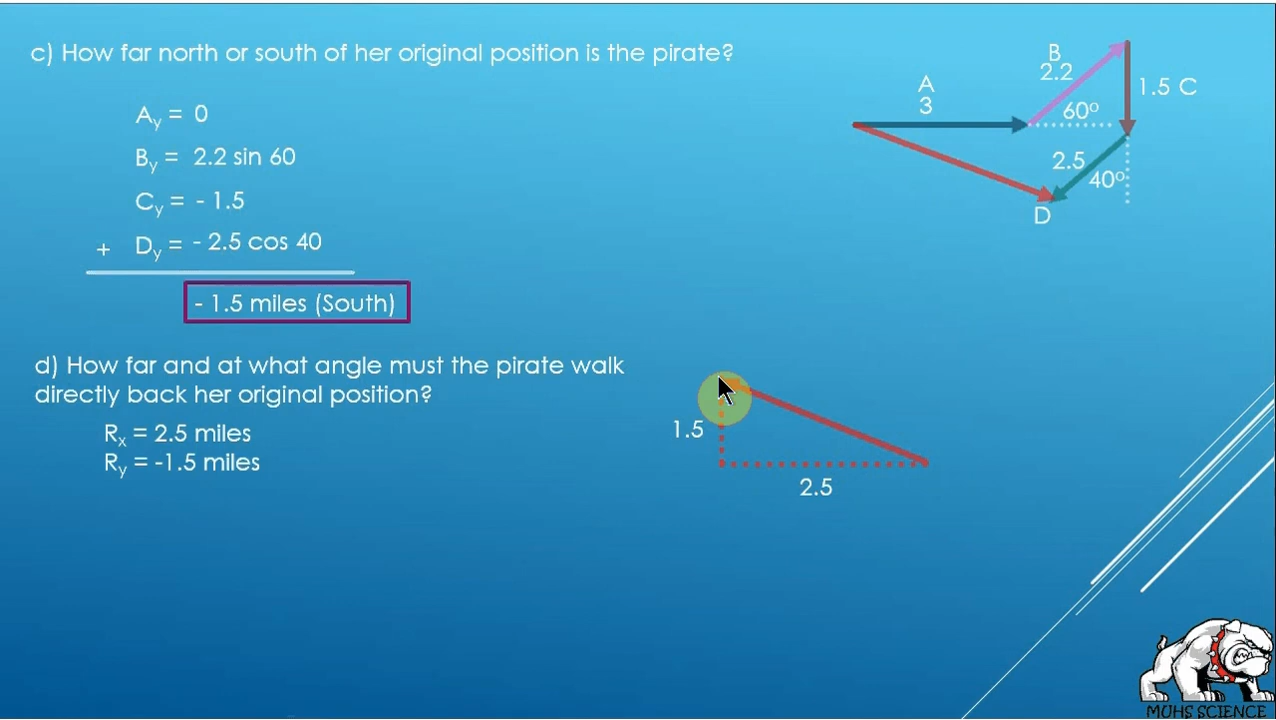 c) How far north or south of her original position is the pirate?
A
3
B
2.2
1.5 C
60°
2.5
40°
D
Ay = 0
By = 2.2 sin 60
Cy = - 1.5
+ Dy = - 2.5 cos 40
- 1.5 miles (South)
d) How far and at what angle must the pirate walk
directly back her original position?
Rx = 2.5 miles
Ry = -1.5 miles
1.5
2.5
MUHS SCIENCE